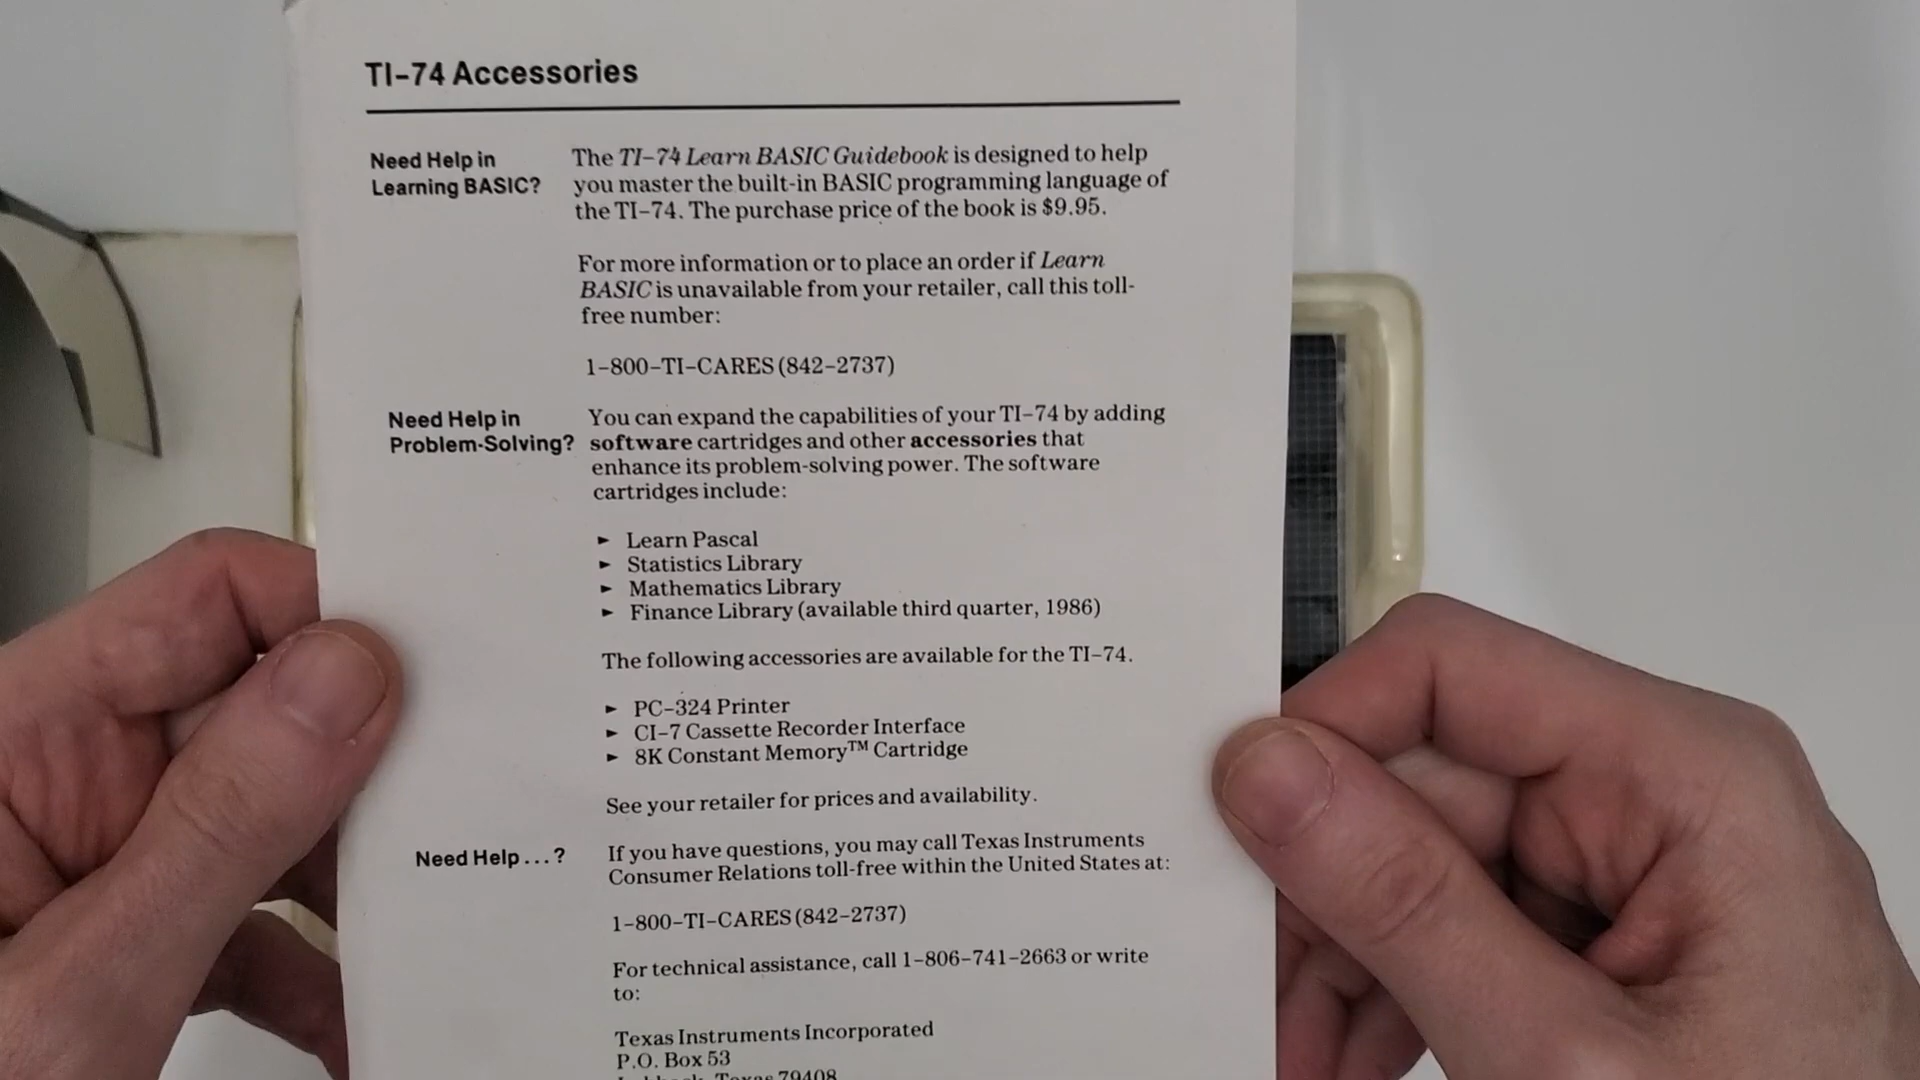 TI-74 Accessories
Need Help in
Learning BASIC?
The TI-74 Learn BASIC Guidebook is designed to help
you master the built-in BASIC programming language of
the TI-74. The purchase price of the book is $9.95.
For more information or to place an order if Learn
BASIC is unavailable from your retailer, call this toll-
free number:
1-800-TI-CARES (842-2737)
Need Help in
Problem-Solving?
You can expand the capabilities of your TI-74 by adding
software cartridges and other accessories that
enhance its problem-solving power. The software
cartridges include:
► Learn Pascal
► Statistics Library
► Mathematics Library
► Finance Library (available third quarter, 1986)
The following accessories are available for the TI-74.
► PC-324 Printer
► CI-7 Cassette Recorder Interface
► 8K Constant Memory™ Cartridge
See your retailer for prices and availability.
Need Help...?
If you have questions, you may call Texas Instruments
Consumer Relations toll-free within the United States at:
1-800-TI-CARES (842-2737)
For technical assistance, call 1-806-741-2663 or write
to:
Texas Instruments Incorporated
P.O. Box 53
Texas 79408